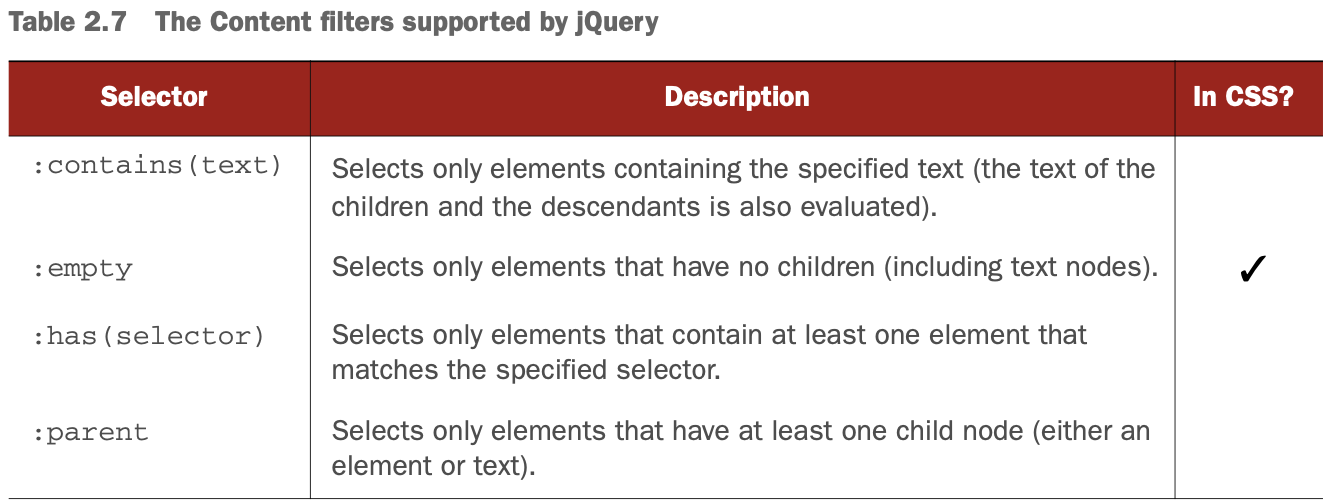 Table 2.7 The Content filters supported by jQuery
Selector Description In CSS?
:contains(text) Selects only elements containing the specified text (the text of the
children and the descendants is also evaluated).
:empty Selects only elements that have no children (including text nodes). ✓
:has(selector) Selects only elements that contain at least one element that
matches the specified selector.
:parent Selects only elements that have at least one child node (either an
element or text).